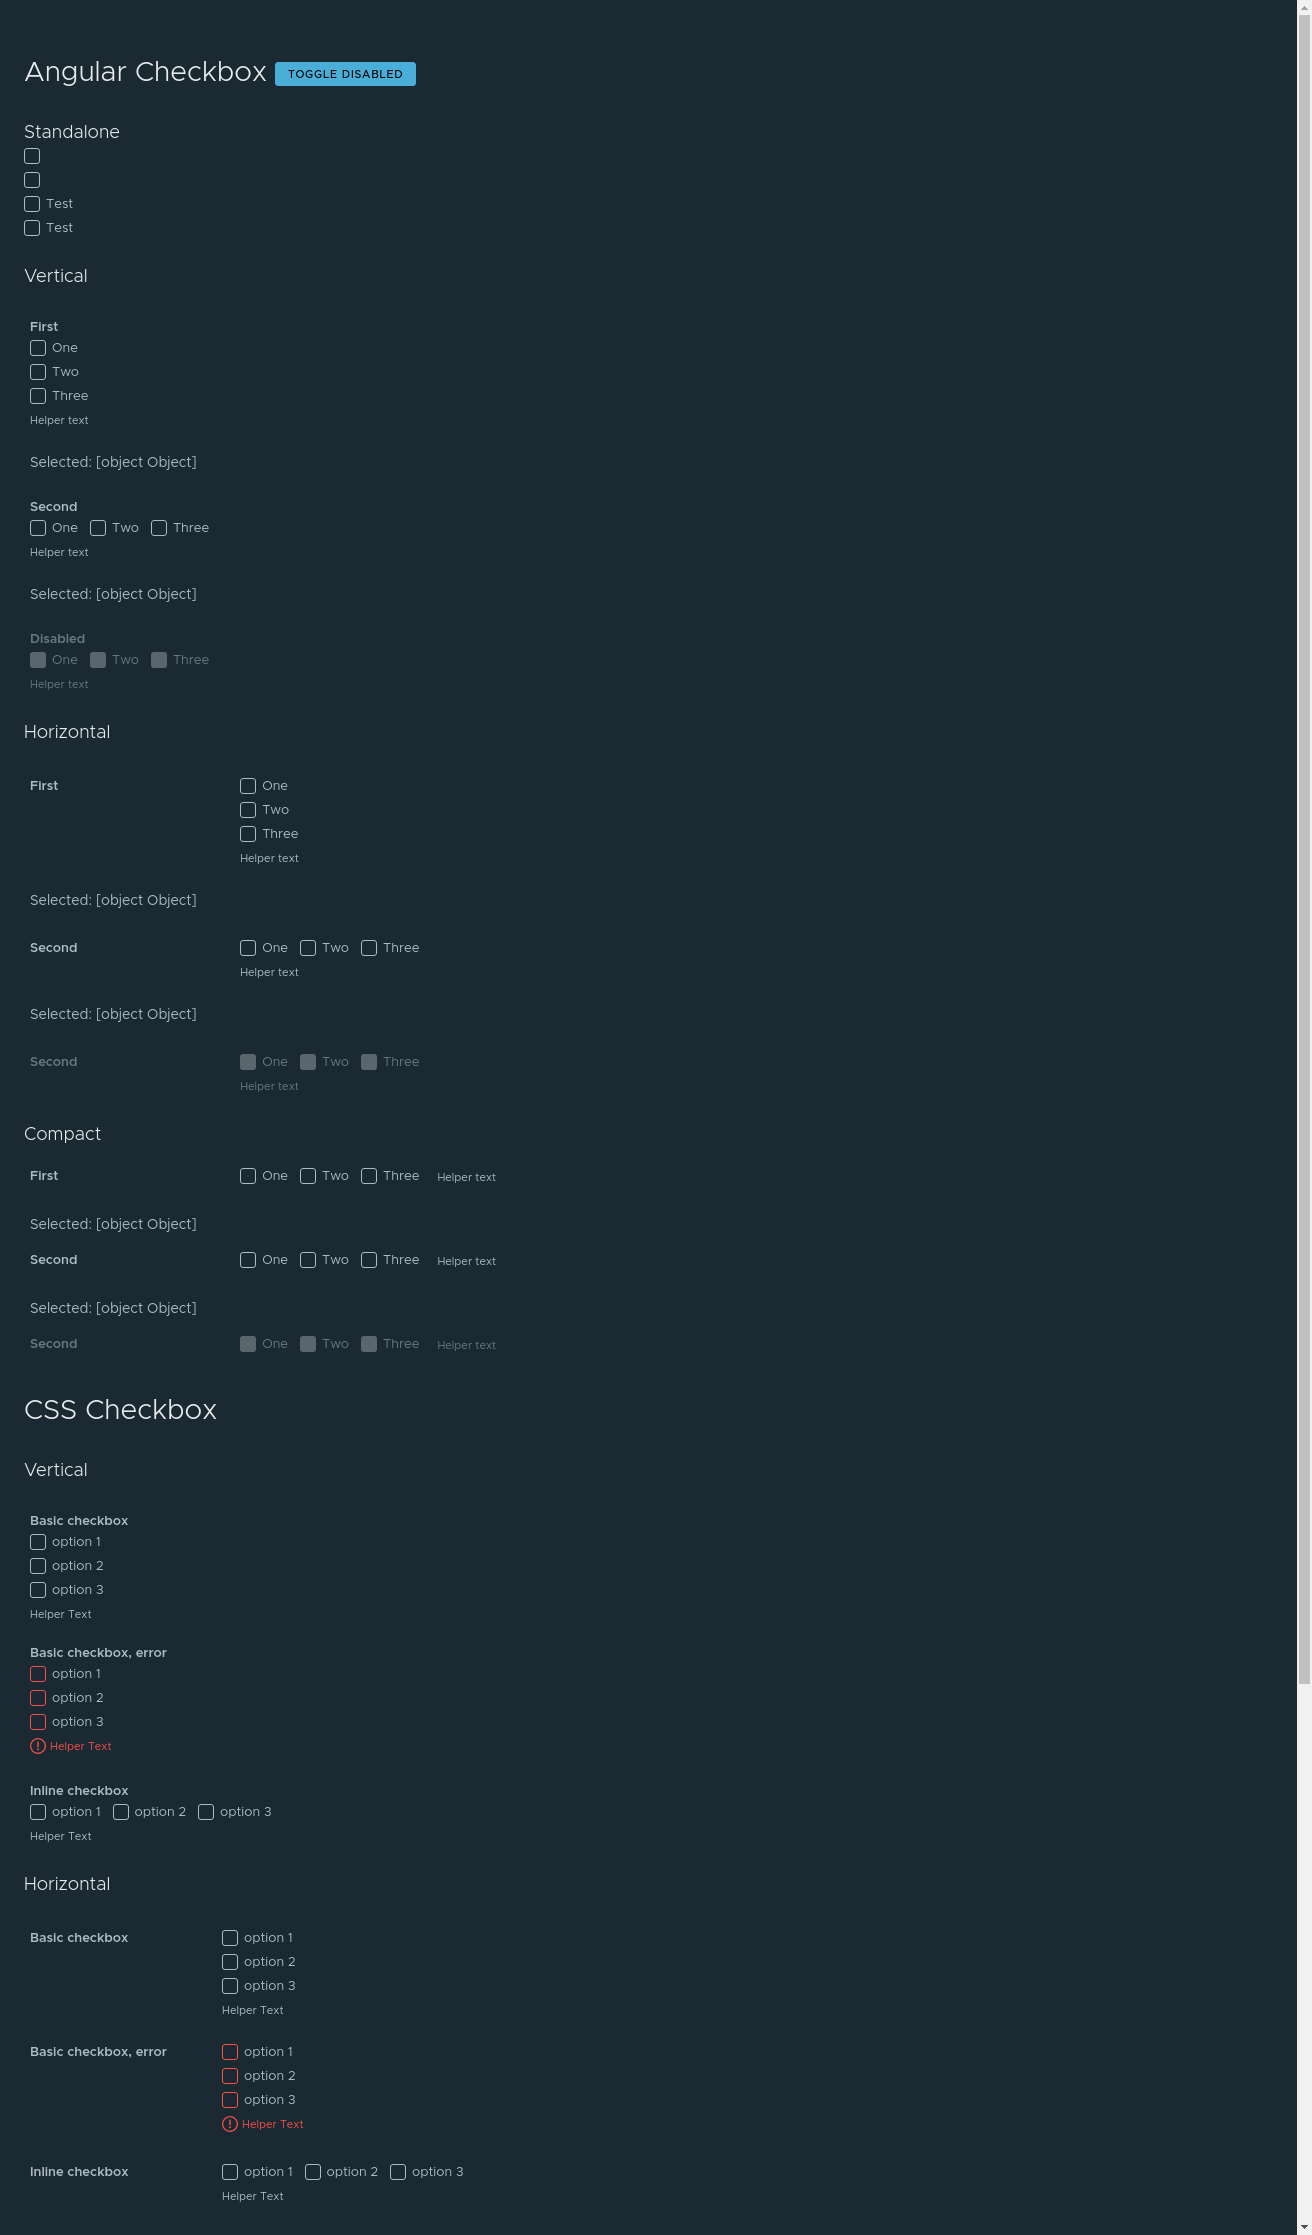 Angular Checkbox TOGGLE DISABLED
Standalone
Test
Test
Vertical
First
One
Two
Three
Helper text
Selected: [object Object]
Second
One Two Three
Helper text
Selected: [object Object]
Disabled
One Two Three
Helper text
Horizontal
First One
Two
Three
Helper text
Selected: [object Object]
Second One Two Three
Helper text
Selected: [object Object]
Second One Two Three
Helper text
Compact
First One Two Three Helper text
Selected: [object Object]
Second One Two Three Helper text
Selected: [object Object]
Second One Two Three Helper text
CSS Checkbox
Vertical
Basic checkbox
option 1
option 2
option 3
Helper Text
Basic checkbox, error
option 1
option 2
option 3
Helper Text
Inline checkbox
option 1 option 2 option 3
Helper Text
Horizontal
Basic checkbox option 1
option 2
option 3
Helper Text
Basic checkbox, error option 1
option 2
option 3
Helper Text
Inline checkbox option 1 option 2 option 3
Helper Text